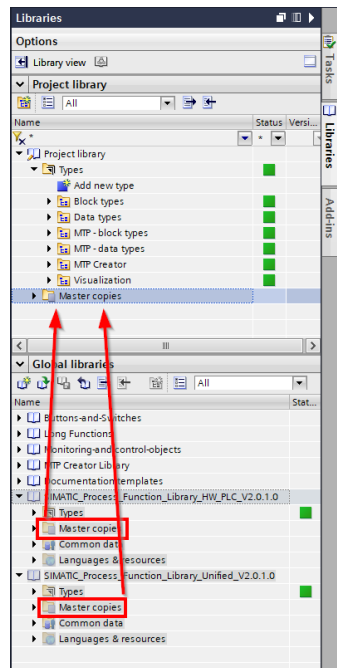 Libraries
Options
Library view
Project library
All
Name Status Versi...
* *
Project library
Types
Add new type
Block types
Data types
MTP - block types
MTP - data types
MTP Creator
Visualization
Master copies
Global libraries
All
Name Stat...
Buttons-and-Switches
Long Functions
Monitoring-and-control-objects
MTP Creator Library
Documentation templates
SIMATIC_Process_Function_Library_HW_PLC_V2.0.1.0
Types
Master copies
Common data
Languages & resources
SIMATIC_Process_Function_Library_Unified_V2.0.1.0
Types
Master copies
Common data
Languages & resources
Tasks
Libraries
Add-ins